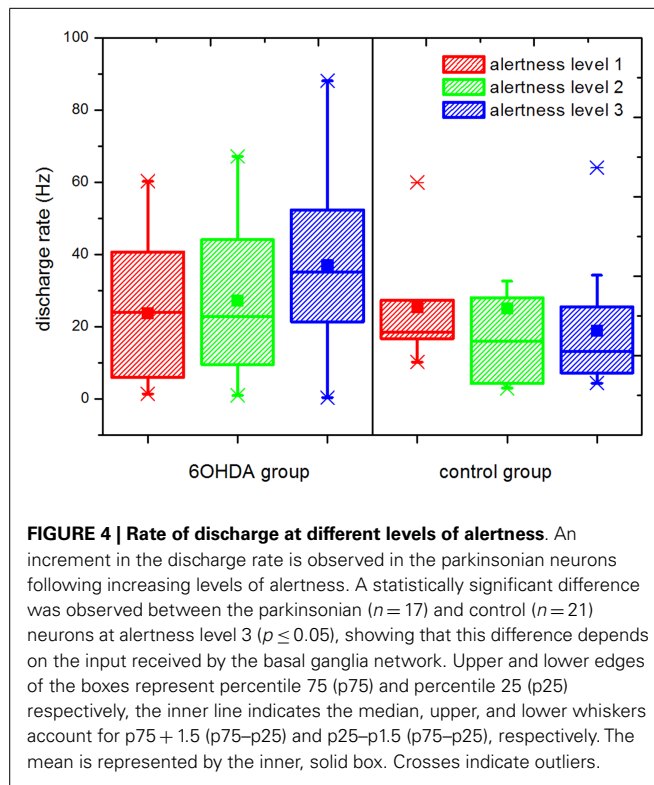 100
80
60
40
20
0
discharge rate (Hz)
alertness level 1
alertness level 2
alertness level 3
6OHDA group
control group
FIGURE 4 | Rate of discharge at different levels of alertness. An
increment in the discharge rate is observed in the parkinsonian neurons
following increasing levels of alertness. A statistically significant difference
was observed between the parkinsonian (n = 17) and control (n = 21)
neurons at alertness level 3 (p ≤ 0.05), showing that this difference depends
on the input received by the basal ganglia network. Upper and lower edges
of the boxes represent percentile 75 (p75) and percentile 25 (p25)
respectively, the inner line indicates the median, upper, and lower whiskers
account for p75 + 1.5 (p75–p25) and p25–p1.5 (p75–p25), respectively. The
mean is represented by the inner, solid box. Crosses indicate outliers.